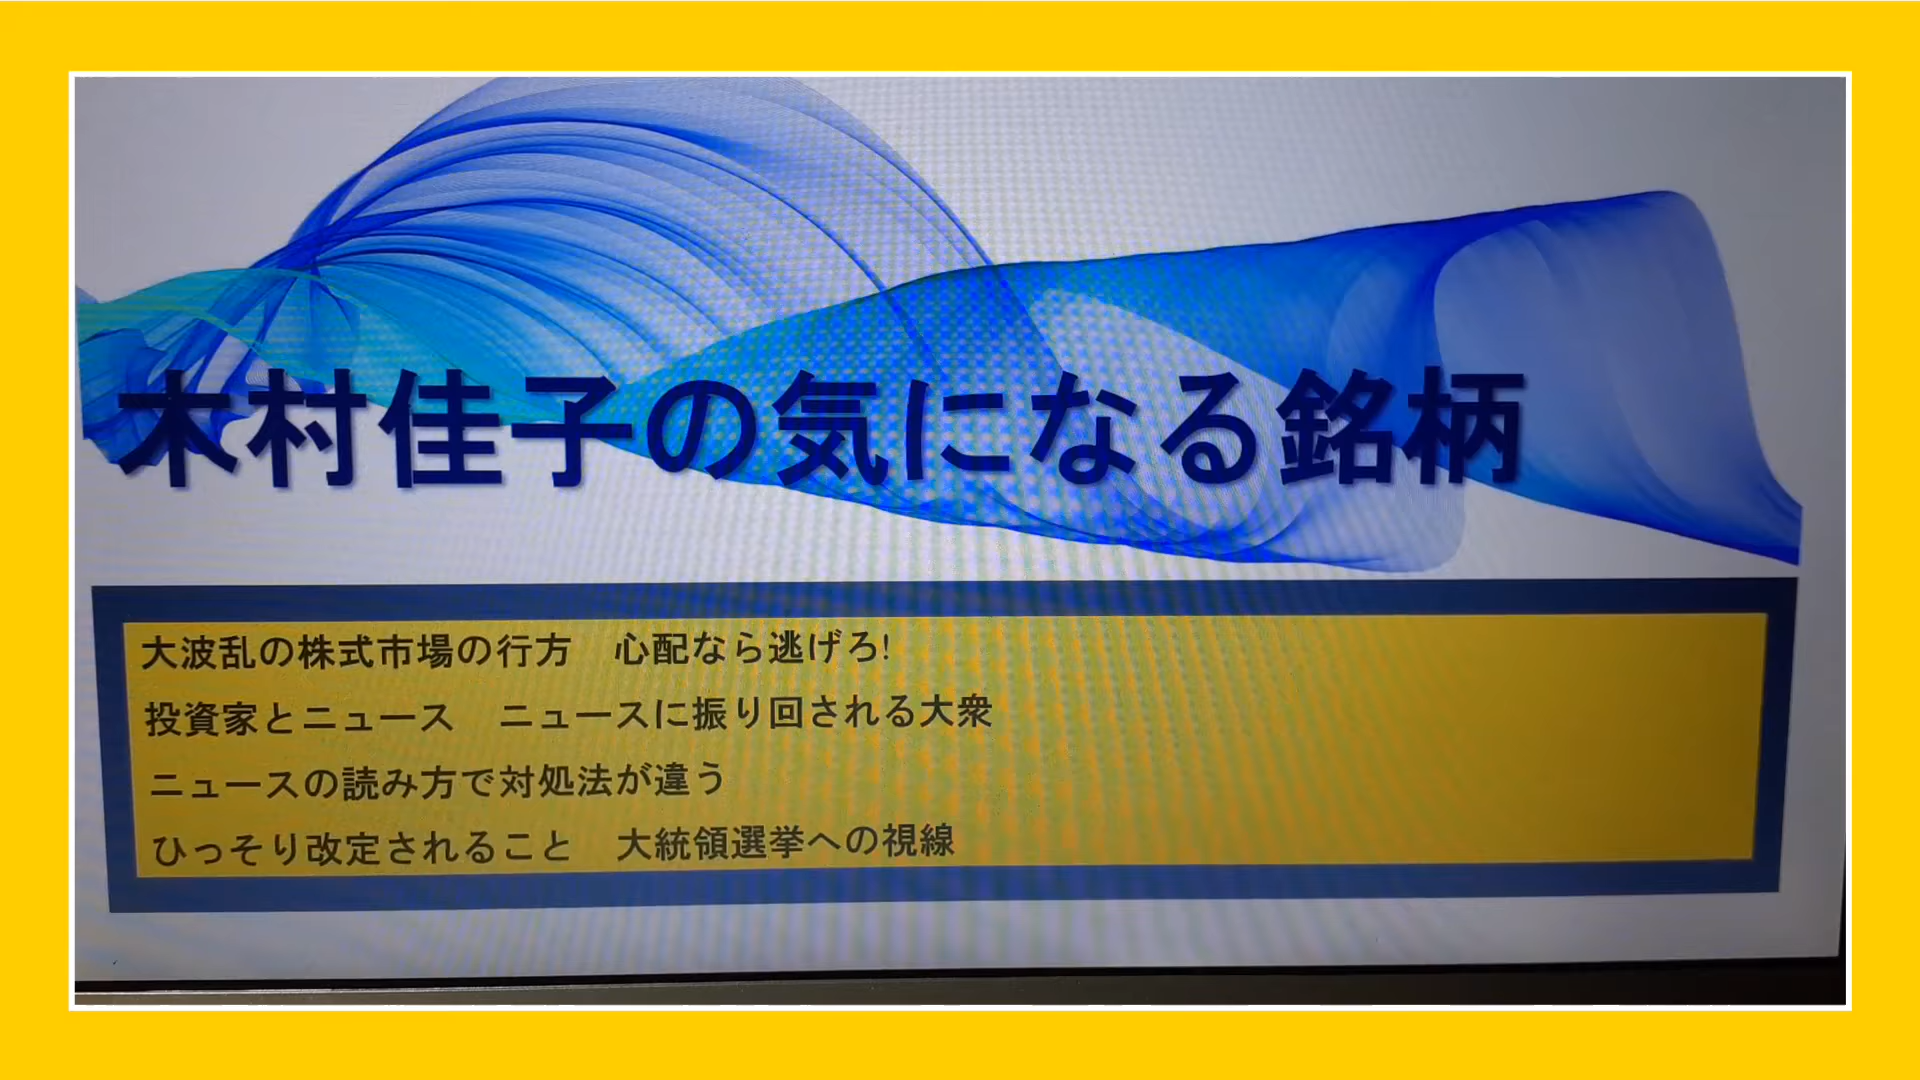 木村佳子の気になる銘柄
大波乱の株式市場の行方　心配なら逃げろ!
投資家とニュース　ニュースに振り回される大衆
ニュースの読み方で対処法が違う
ひっそり改定されること　大統領選挙への視線